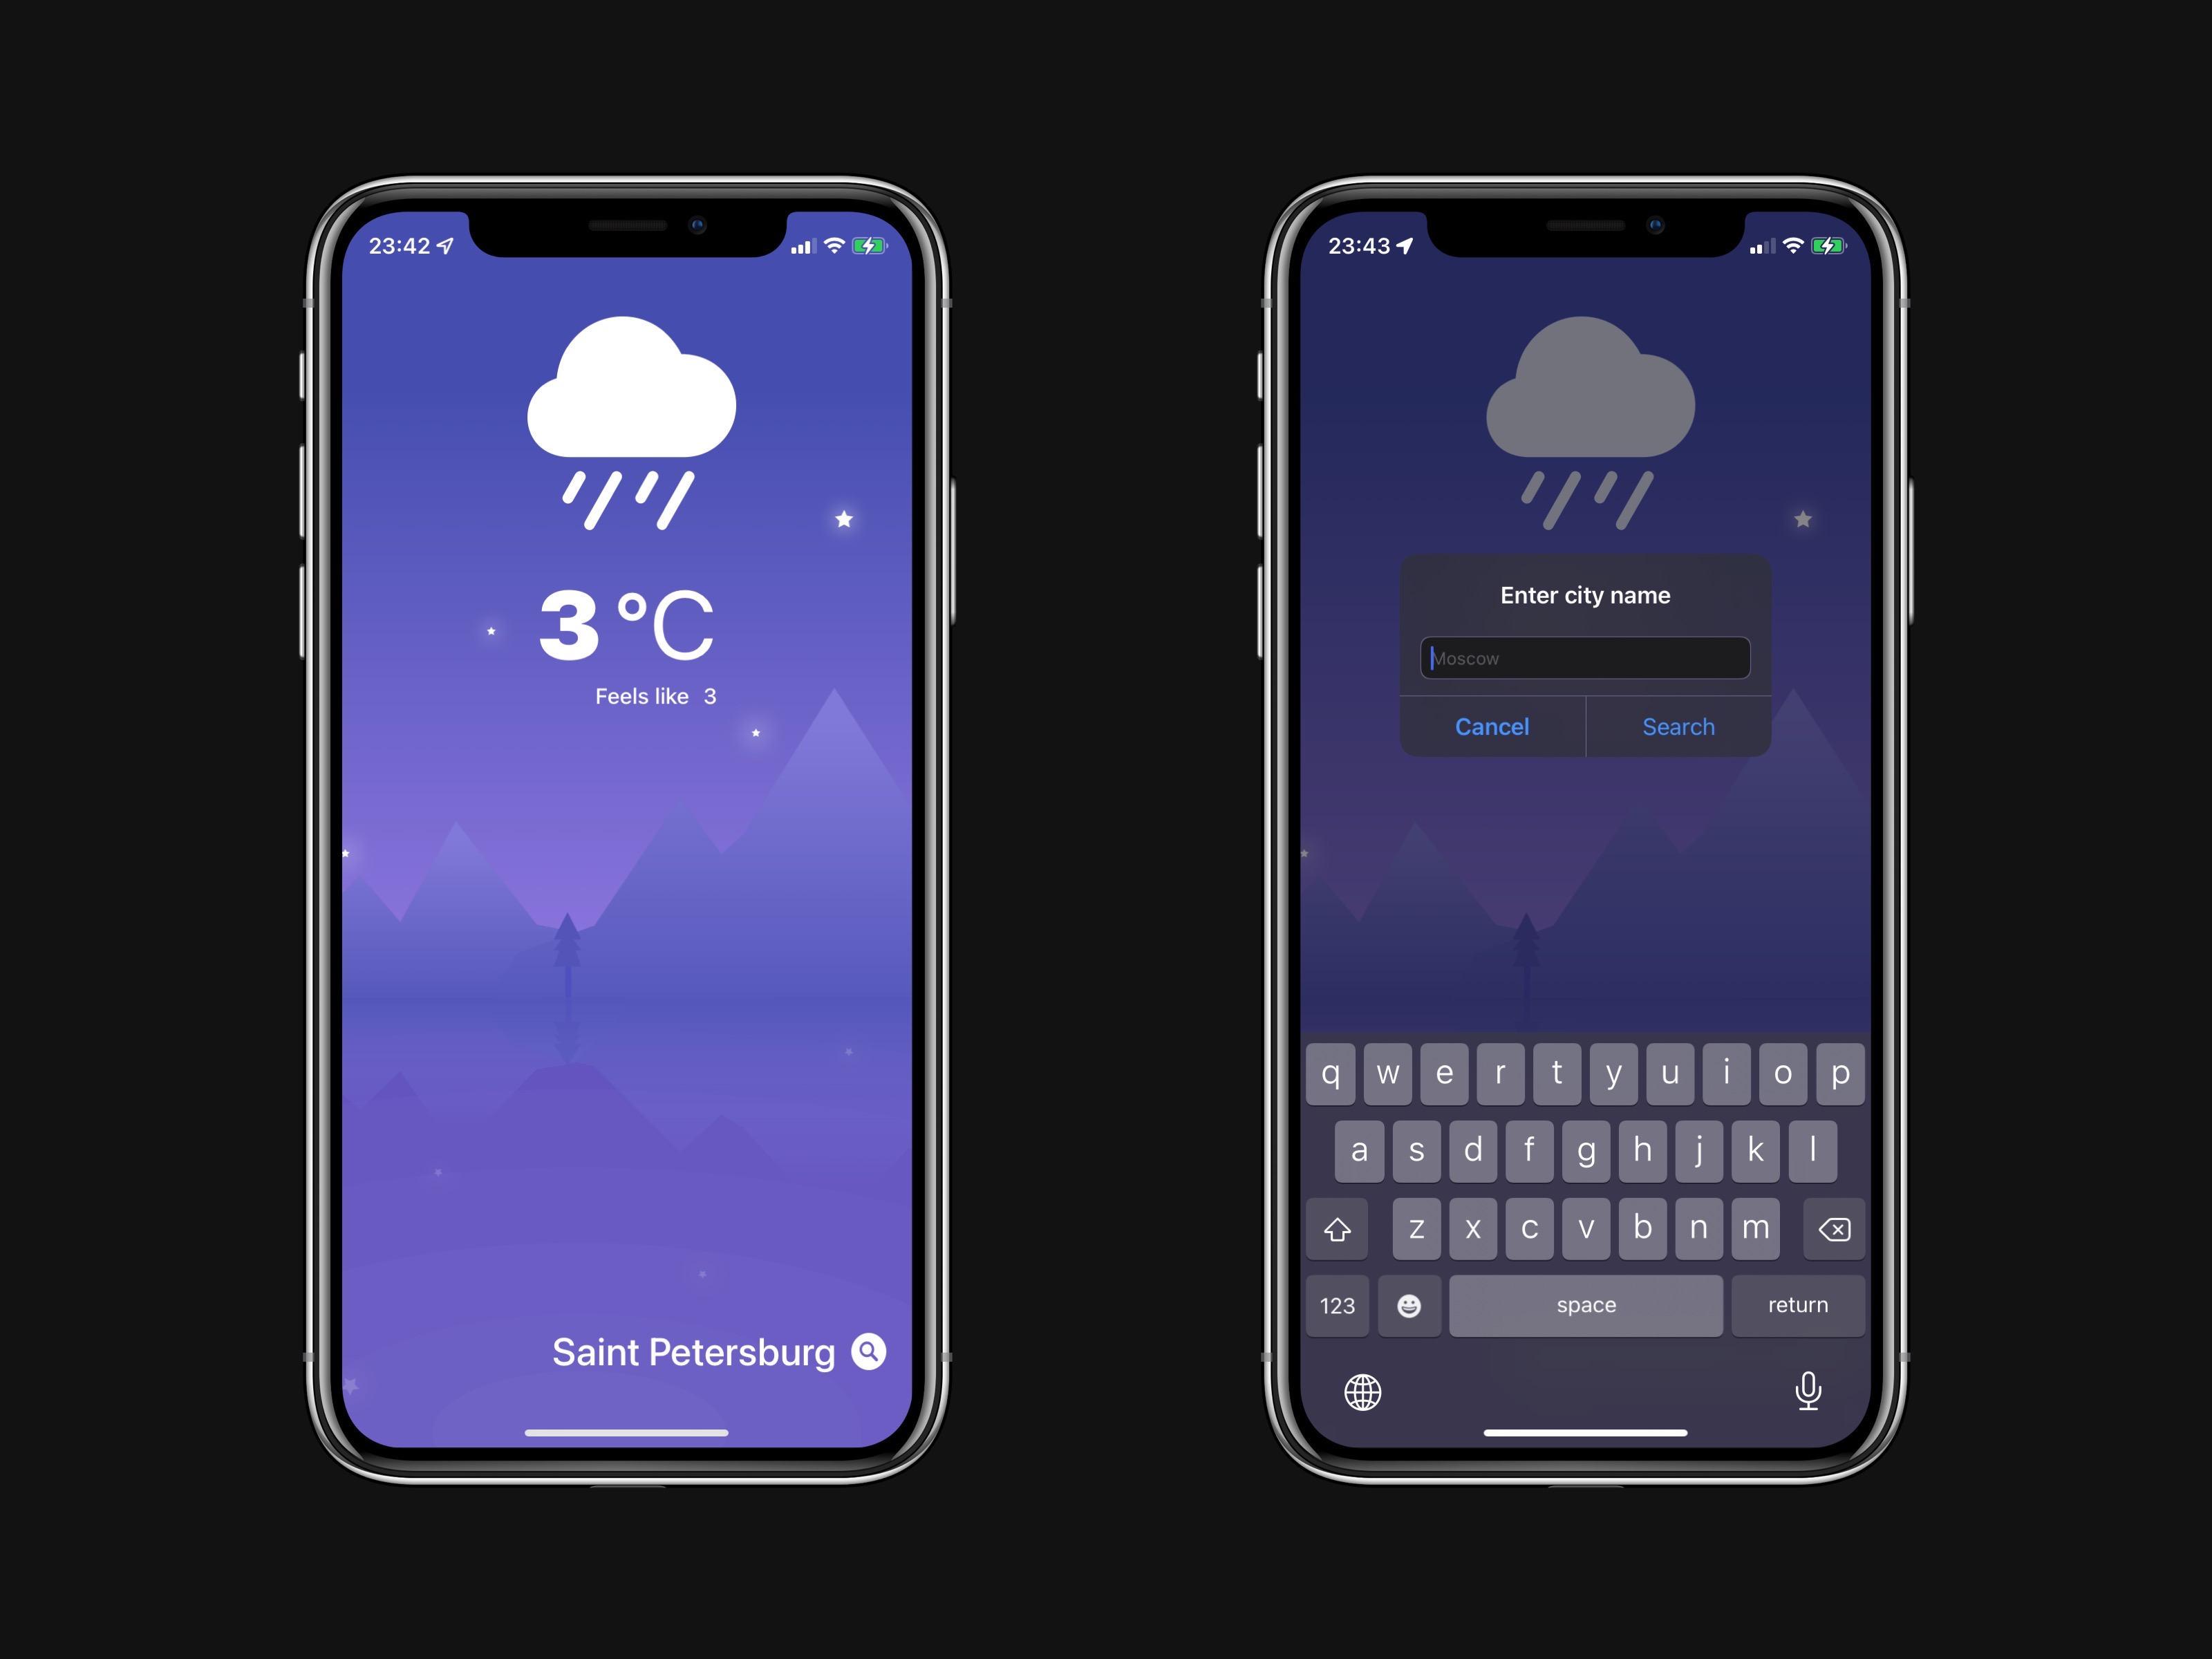 23:42
3 °C
Feels like 3
Saint Petersburg
23:43
Enter city name
Moscow
Cancel Search
q w e r t y u i o p
a s d f g h j k l
z x c v b n m
123 space return